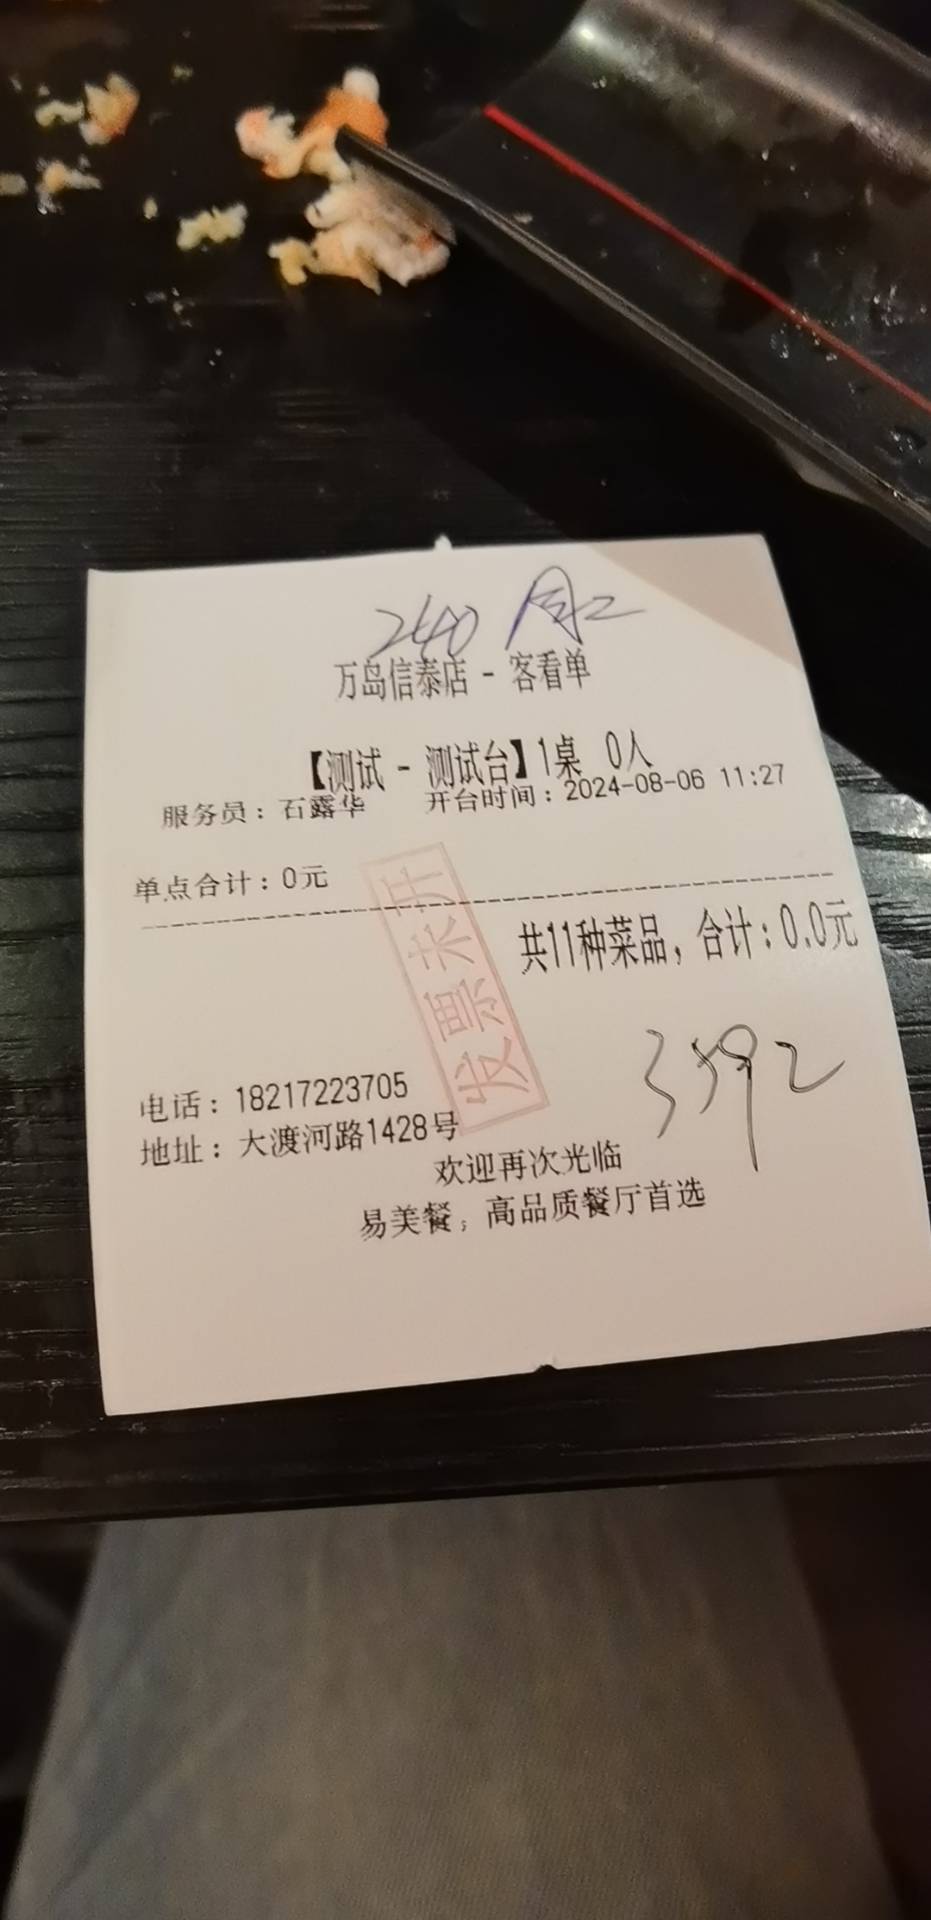 240 周二
万岛信泰店 - 客看单
【测试 - 测试台】1桌 0人
服务员：石露华 开台时间：2024-08-06 11:27
单点合计：0元
共11种菜品，合计：0.0元
发票未开
3592
电话：18217223705
地址：大渡河路1428号
欢迎再次光临
易美餐，高品质餐厅首选